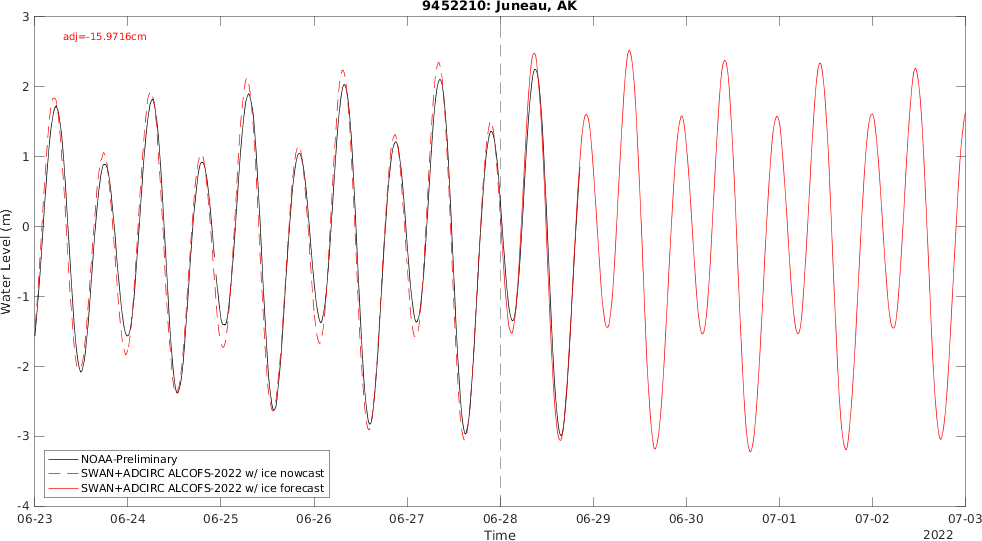 9452210: Juneau, AK
adj=-15.9716cm
3
2
1
0
-1
-2
-3
-4
Water Level (m)
NOAA-Preliminary
SWAN+ADCIRC ALCOFS-2022 w/ ice nowcast
SWAN+ADCIRC ALCOFS-2022 w/ ice forecast
06-23 06-24 06-25 06-26 06-27 06-28 06-29 06-30 07-01 07-02 07-03
Time
2022